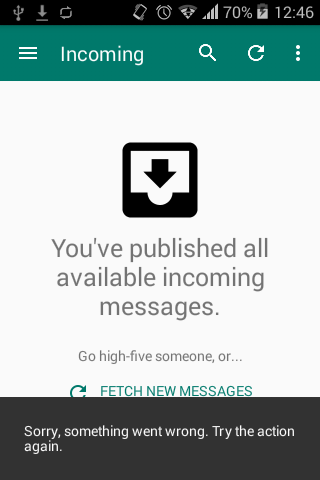 70% 12:46
Incoming
You've published all
available incoming
messages.
Go high-five someone, or...
FETCH NEW MESSAGES
Sorry, something went wrong. Try the action
again.